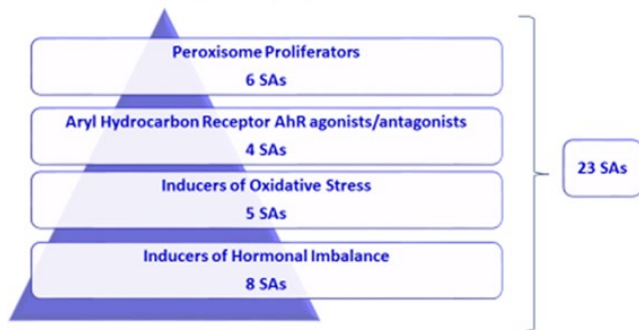 Peroxisome Proliferators
6 SAs
Aryl Hydrocarbon Receptor AhR agonists/antagonists
4 SAs
Inducers of Oxidative Stress
5 SAs
Inducers of Hormonal Imbalance
8 SAs
23 SAs